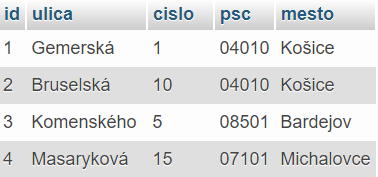 id ulica cislo psc mesto
1 Gemerská 1 04010 Košice
2 Bruselská 10 04010 Košice
3 Komenského 5 08501 Bardejov
4 Masaryková 15 07101 Michalovce